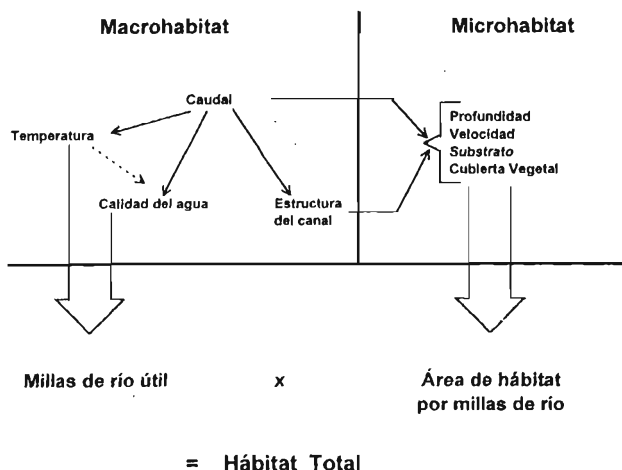 Macrohabitat
Microhabitat
Caudal
Temperatura
Calidad del agua
Estructura
del canal
Profundidad
Velocidad
Substrato
Cubierta Vegetal
Millas de río útil
x
Área de hábitat
por millas de río
= Hábitat Total